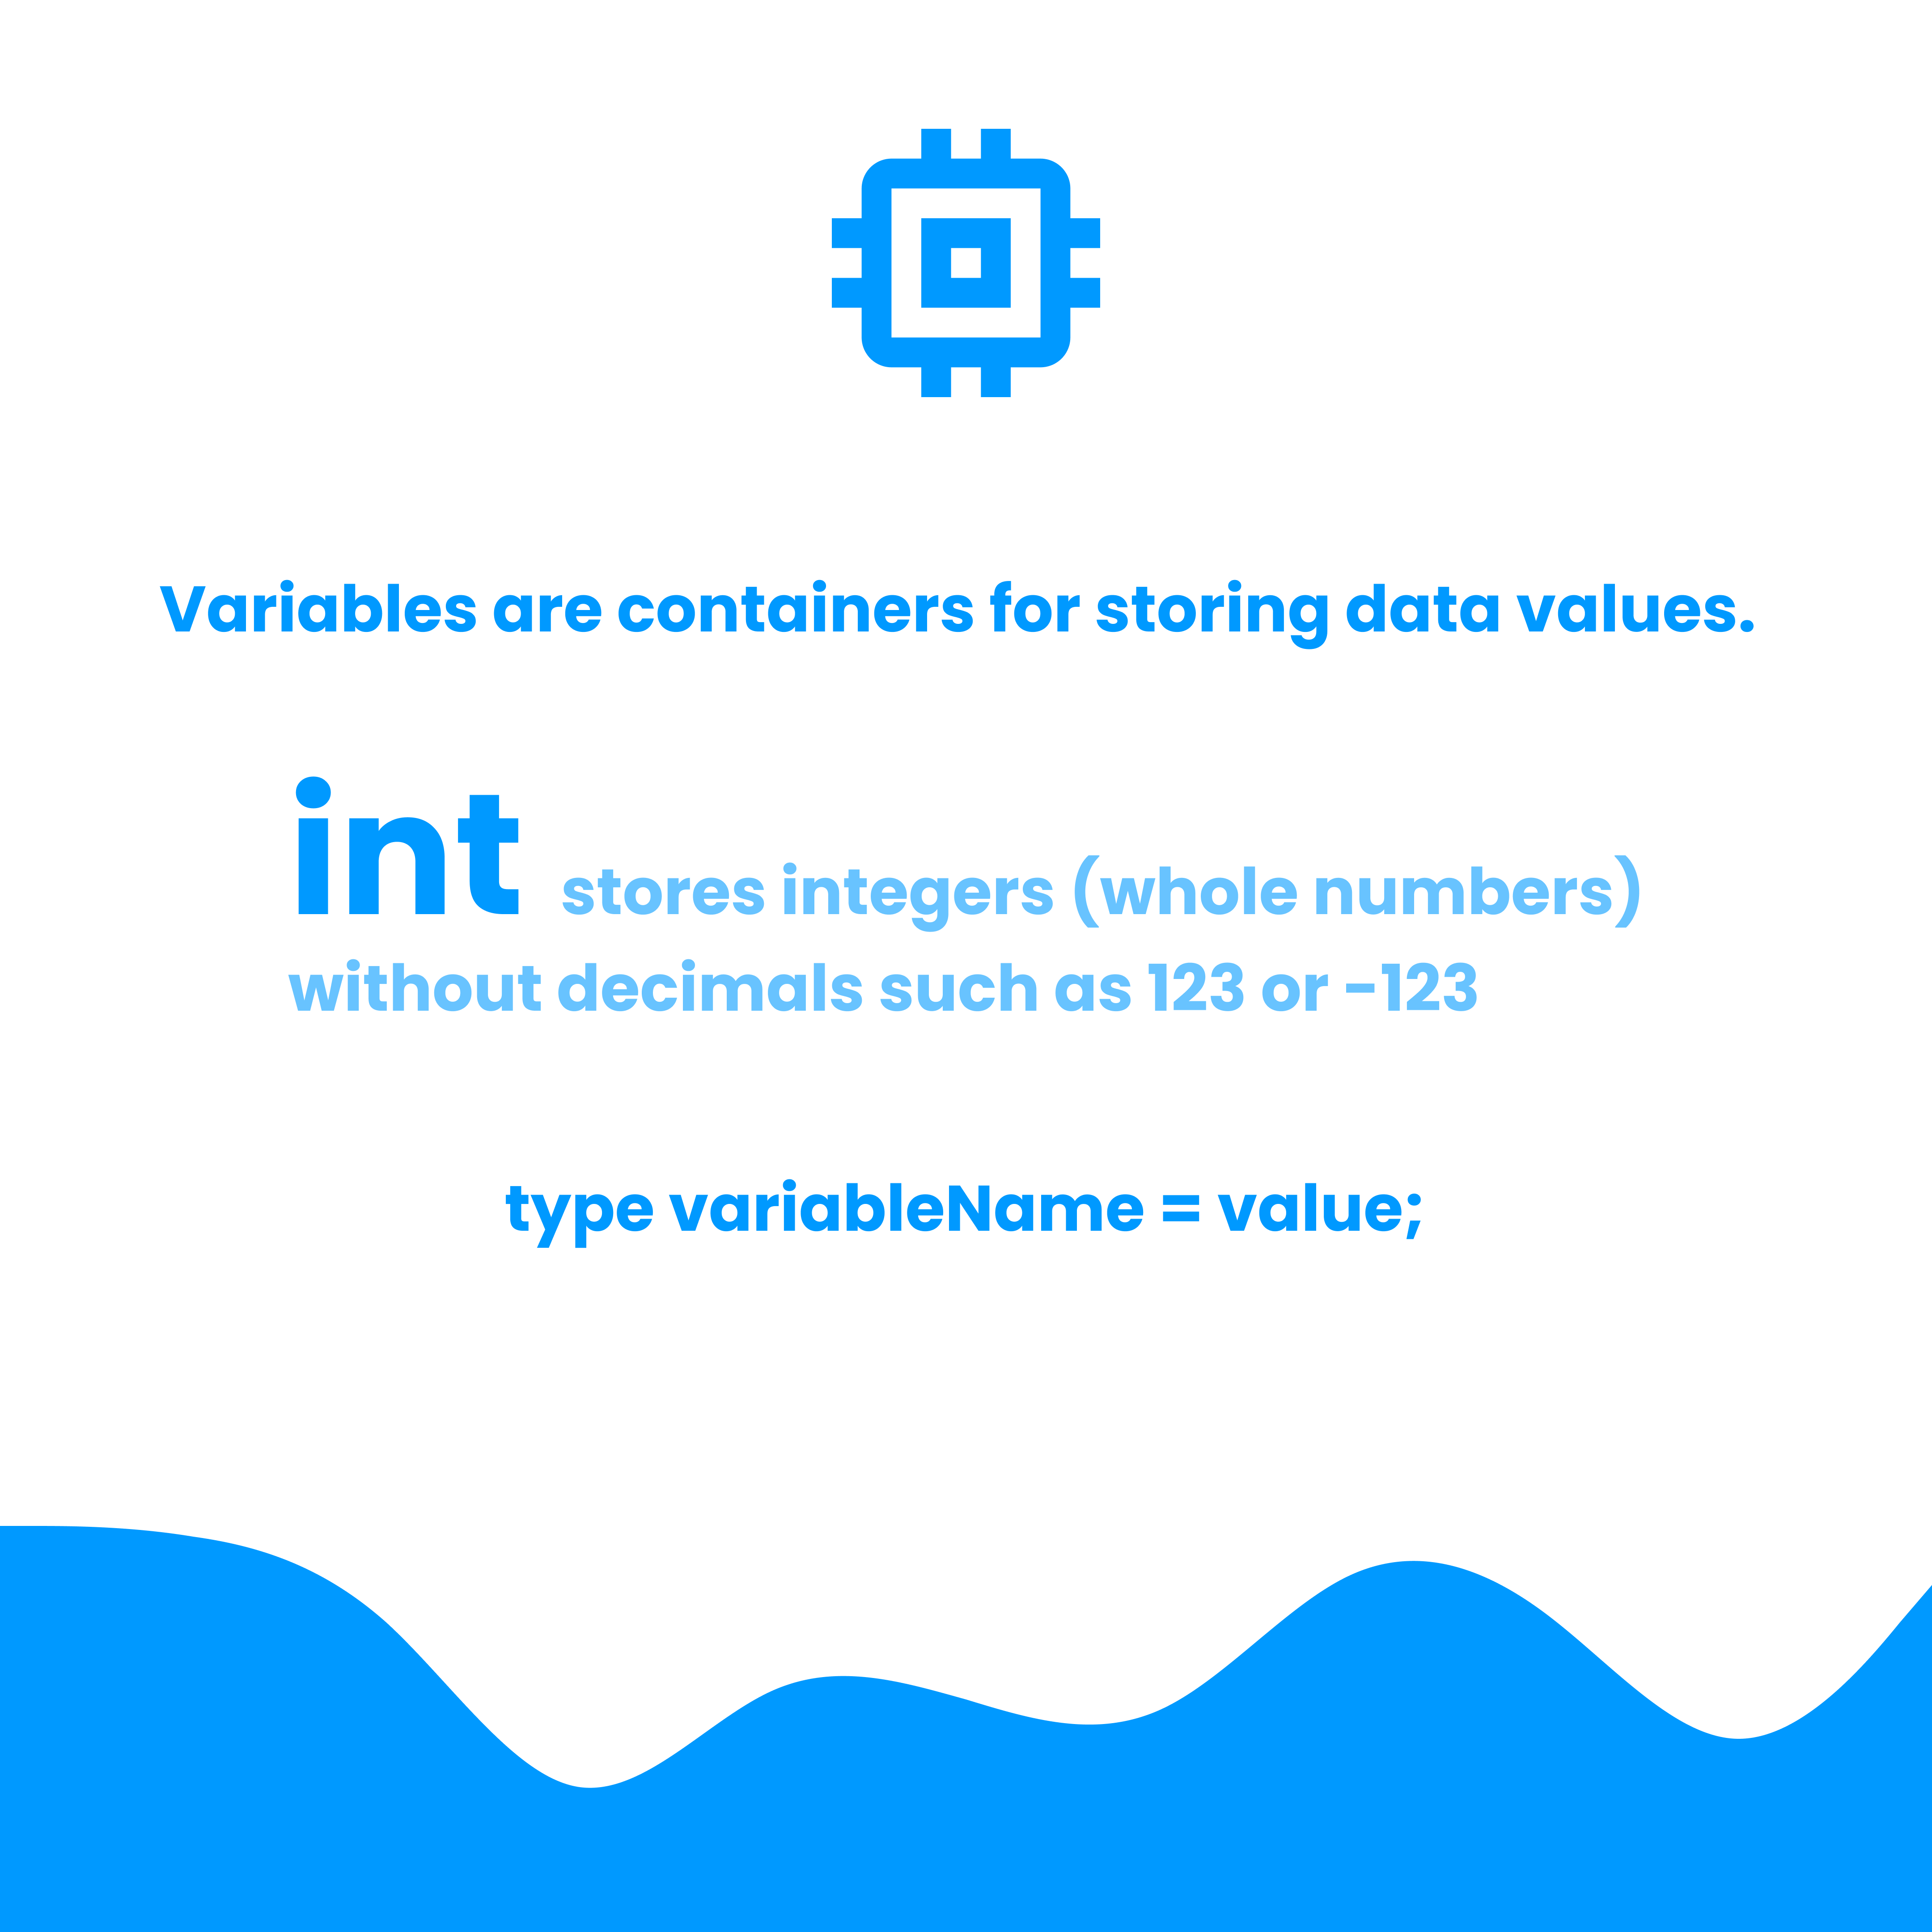 Variables are containers for storing data values.
int stores integers (whole numbers)
without decimals such as 123 or -123
type variableName = value;